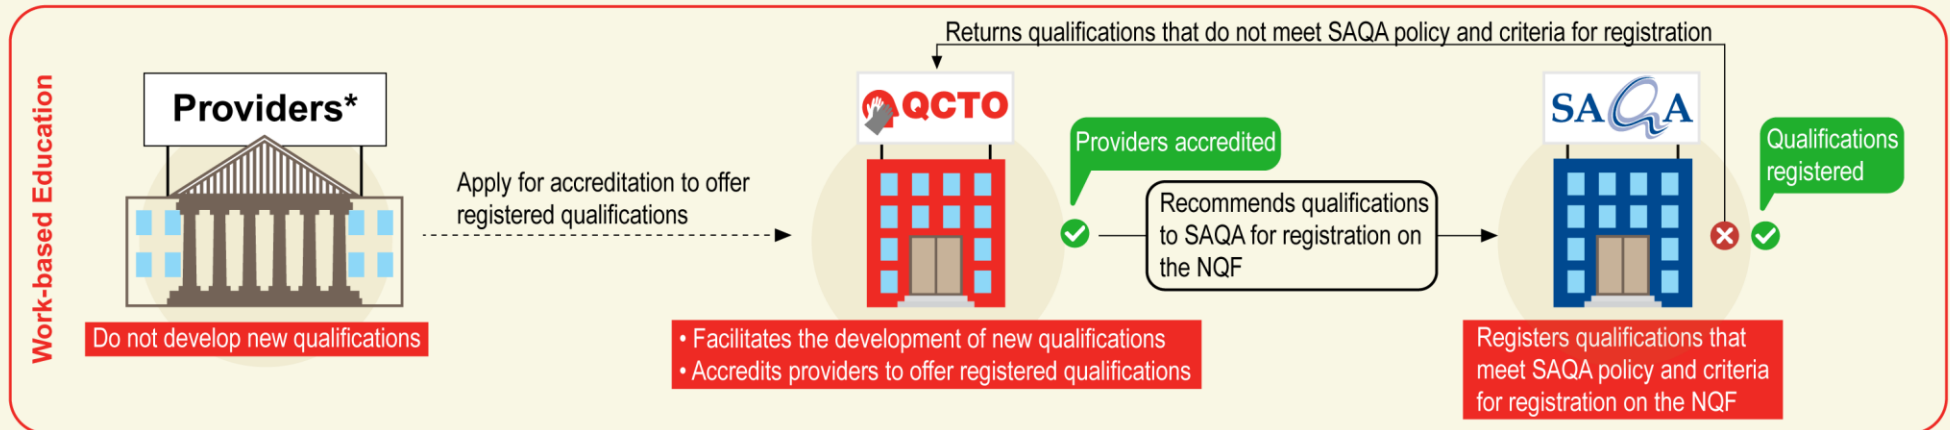 Work-based Education
Returns qualifications that do not meet SAQA policy and criteria for registration
Providers*
Apply for accreditation to offer
registered qualifications
Do not develop new qualifications
QCTO
Providers accredited
• Facilitates the development of new qualifications
• Accredits providers to offer registered qualifications
Recommends qualifications
to SAQA for registration on
the NQF
SAQA
Qualifications
registered
Registers qualifications that
meet SAQA policy and criteria
for registration on the NQF